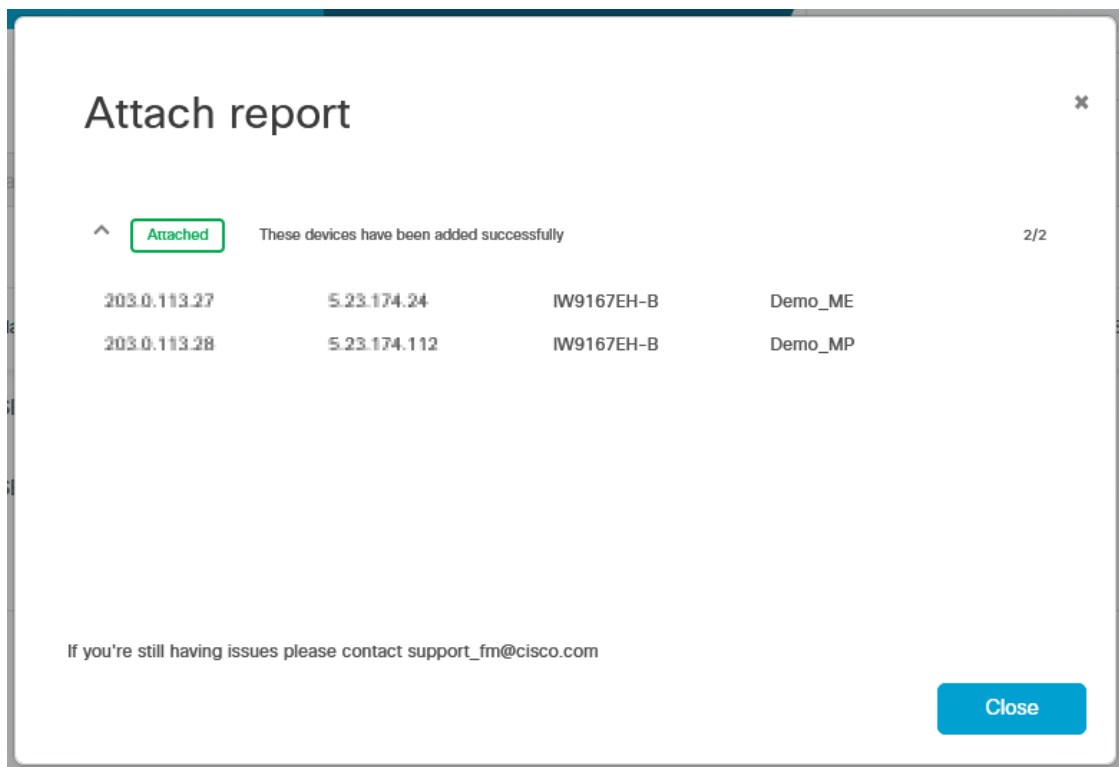 Attach report
Attached These devices have been added successfully 2/2
203.0.113.27 5.23.174.24 IW9167EH-B Demo_ME
203.0.113.28 5.23.174.112 IW9167EH-B Demo_MP
If you're still having issues please contact support_fm@cisco.com
Close